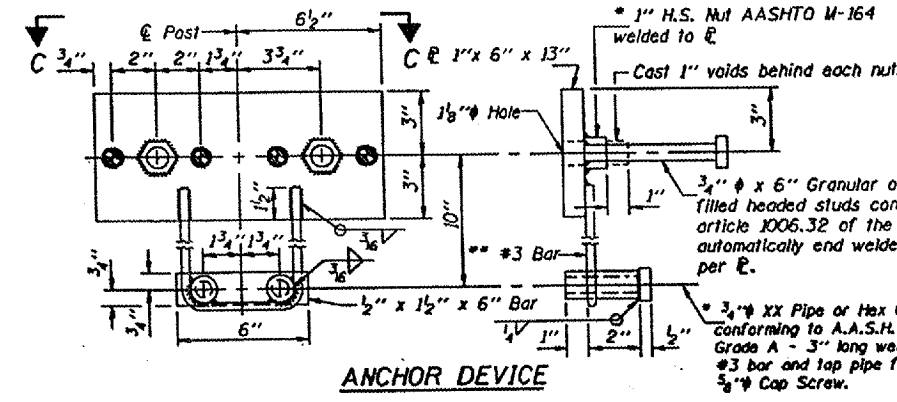 6½"
* 1" H.S. Nut AASHTO M-164
welded to ℄
℄ Post
C
C
¾"
2"
2"
1¾"
3¾"
℄ 1" x 6" x 13"
Cast 1" voids behind each nut
1⅛"ϕ Hole
3"
3"
3"
1½"
10"
1"
¾" ϕ x 6" Granular o
filled headed studs con
article 1006.32 of the
automatically end welde
per ℄.
3/16
3/16
1¾"
1¾"
** #3 Bar
¾"
¾"
½" x 1½" x 6" Bar
6"
¼
1"
2"
½"
* ¾"ϕ XX Pipe or Hex
conforming to A.A.S.H.
Grade A - 3" long we
#3 bar and tap pipe f
⅝"ϕ Cap Screw.
ANCHOR DEVICE